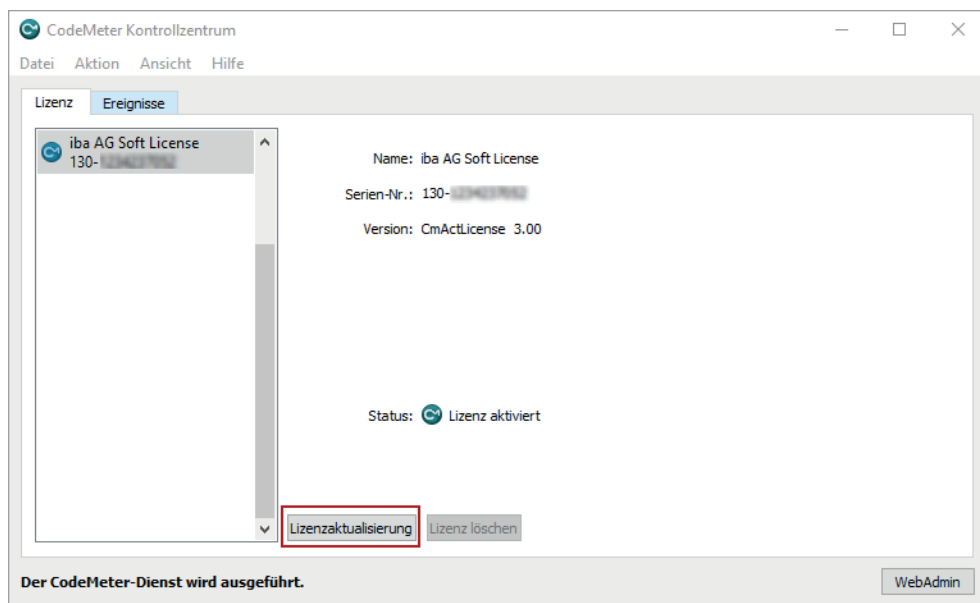 CodeMeter Kontrollzentrum
Datei Aktion Ansicht Hilfe
Lizenz Ereignisse
iba AG Soft License
130-
Name: iba AG Soft License
Serien-Nr.: 130-
Version: CmActLicense 3.00
Status: Lizenz aktiviert
Lizenzaktualisierung Lizenz löschen
Der CodeMeter-Dienst wird ausgeführt. WebAdmin